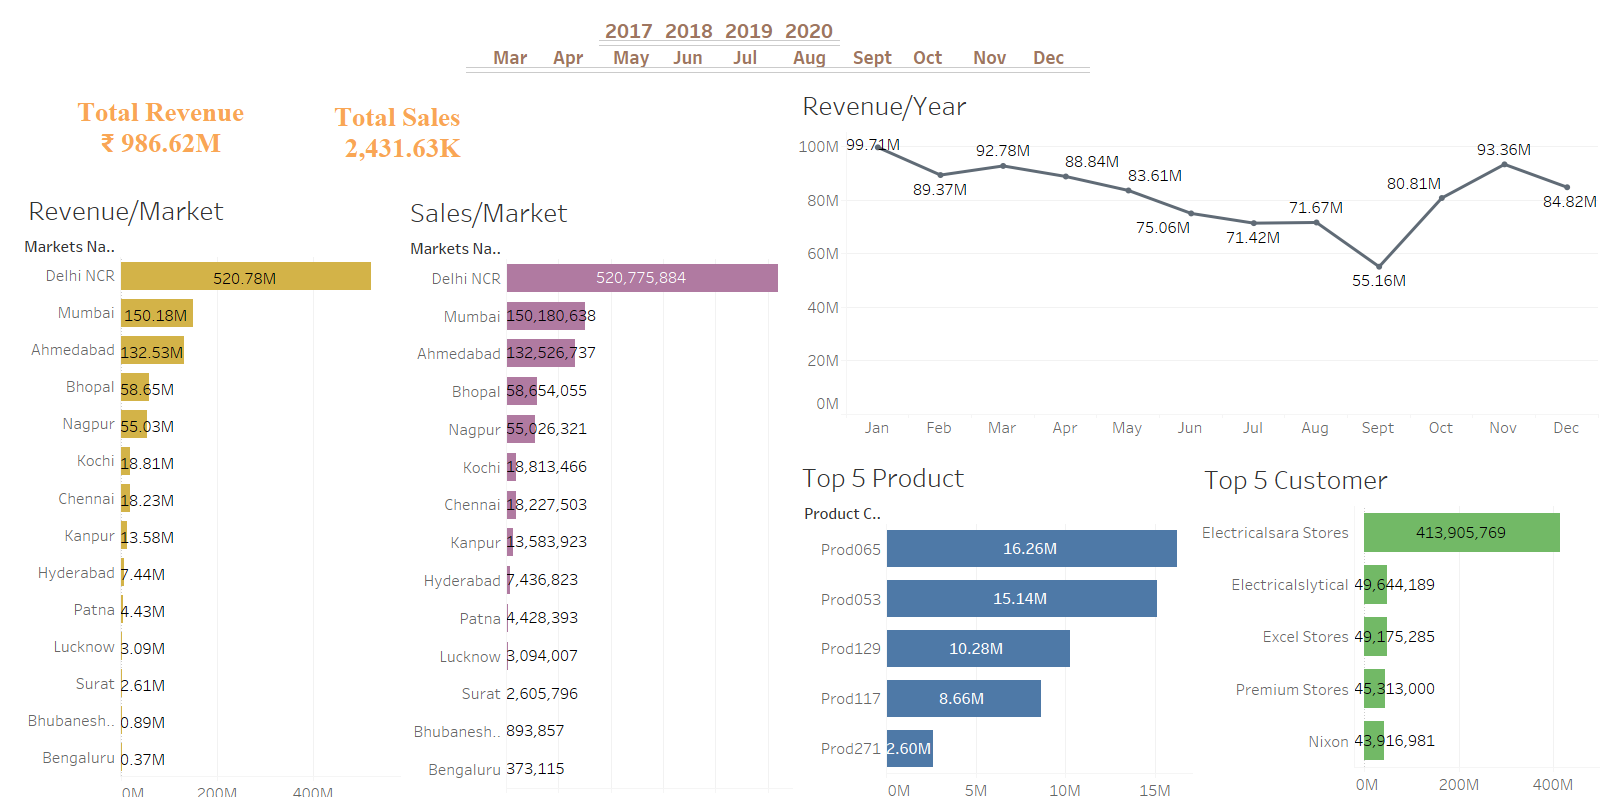 2017 2018 2019 2020
Mar Apr May Jun Jul Aug Sept Oct Nov Dec
Total Revenue
₹ 986.62M
Total Sales
2,431.63K
Revenue/Market
Markets Na..
Delhi NCR 520.78M
Mumbai 150.18M
Ahmedabad 132.53M
Bhopal 58.65M
Nagpur 55.03M
Kochi 18.81M
Chennai 18.23M
Kanpur 13.58M
Hyderabad 7.44M
Patna 4.43M
Lucknow 3.09M
Surat 2.61M
Bhubanesh.. 0.89M
Bengaluru 0.37M
0M 200M 400M
Sales/Market
Markets Na..
Delhi NCR 520,775,884
Mumbai 150,180,638
Ahmedabad 132,526,737
Bhopal 58,654,055
Nagpur 55,026,321
Kochi 18,813,466
Chennai 18,227,503
Kanpur 13,583,923
Hyderabad 7,436,823
Patna 4,428,393
Lucknow 3,094,007
Surat 2,605,796
Bhubanesh.. 893,857
Bengaluru 373,115
Revenue/Year
100M
80M
60M
40M
20M
0M
99.71M
89.37M
92.78M
88.84M
83.61M
75.06M
71.42M
71.67M
55.16M
80.81M
93.36M
84.82M
Jan Feb Mar Apr May Jun Jul Aug Sept Oct Nov Dec
Top 5 Product
Product C..
Prod065 16.26M
Prod053 15.14M
Prod129 10.28M
Prod117 8.66M
Prod271 2.60M
0M 5M 10M 15M
Top 5 Customer
Electricalsara Stores 413,905,769
Electricalslytical 49,644,189
Excel Stores 49,175,285
Premium Stores 45,313,000
Nixon 43,916,981
0M 200M 400M